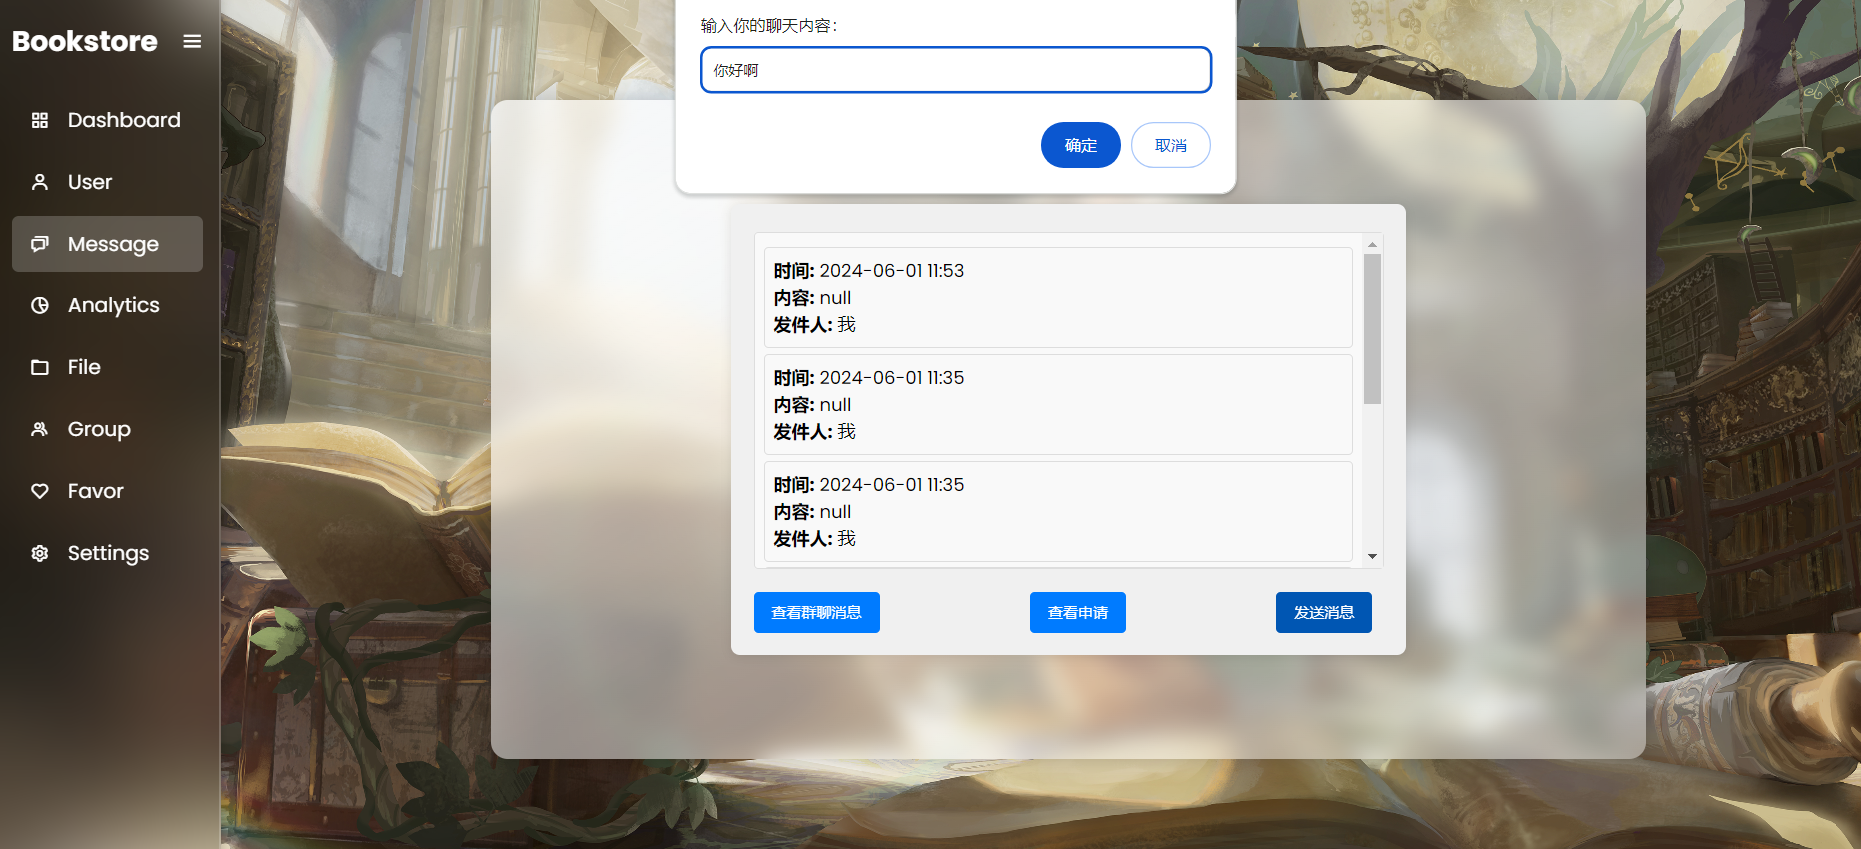 Bookstore
Dashboard
User
Message
Analytics
File
Group
Favor
Settings
输入你的聊天内容：
你好啊
确定
取消
时间: 2024-06-01 11:53
内容: null
发件人: 我
时间: 2024-06-01 11:35
内容: null
发件人: 我
时间: 2024-06-01 11:35
内容: null
发件人: 我
查看群聊消息
查看申请
发送消息